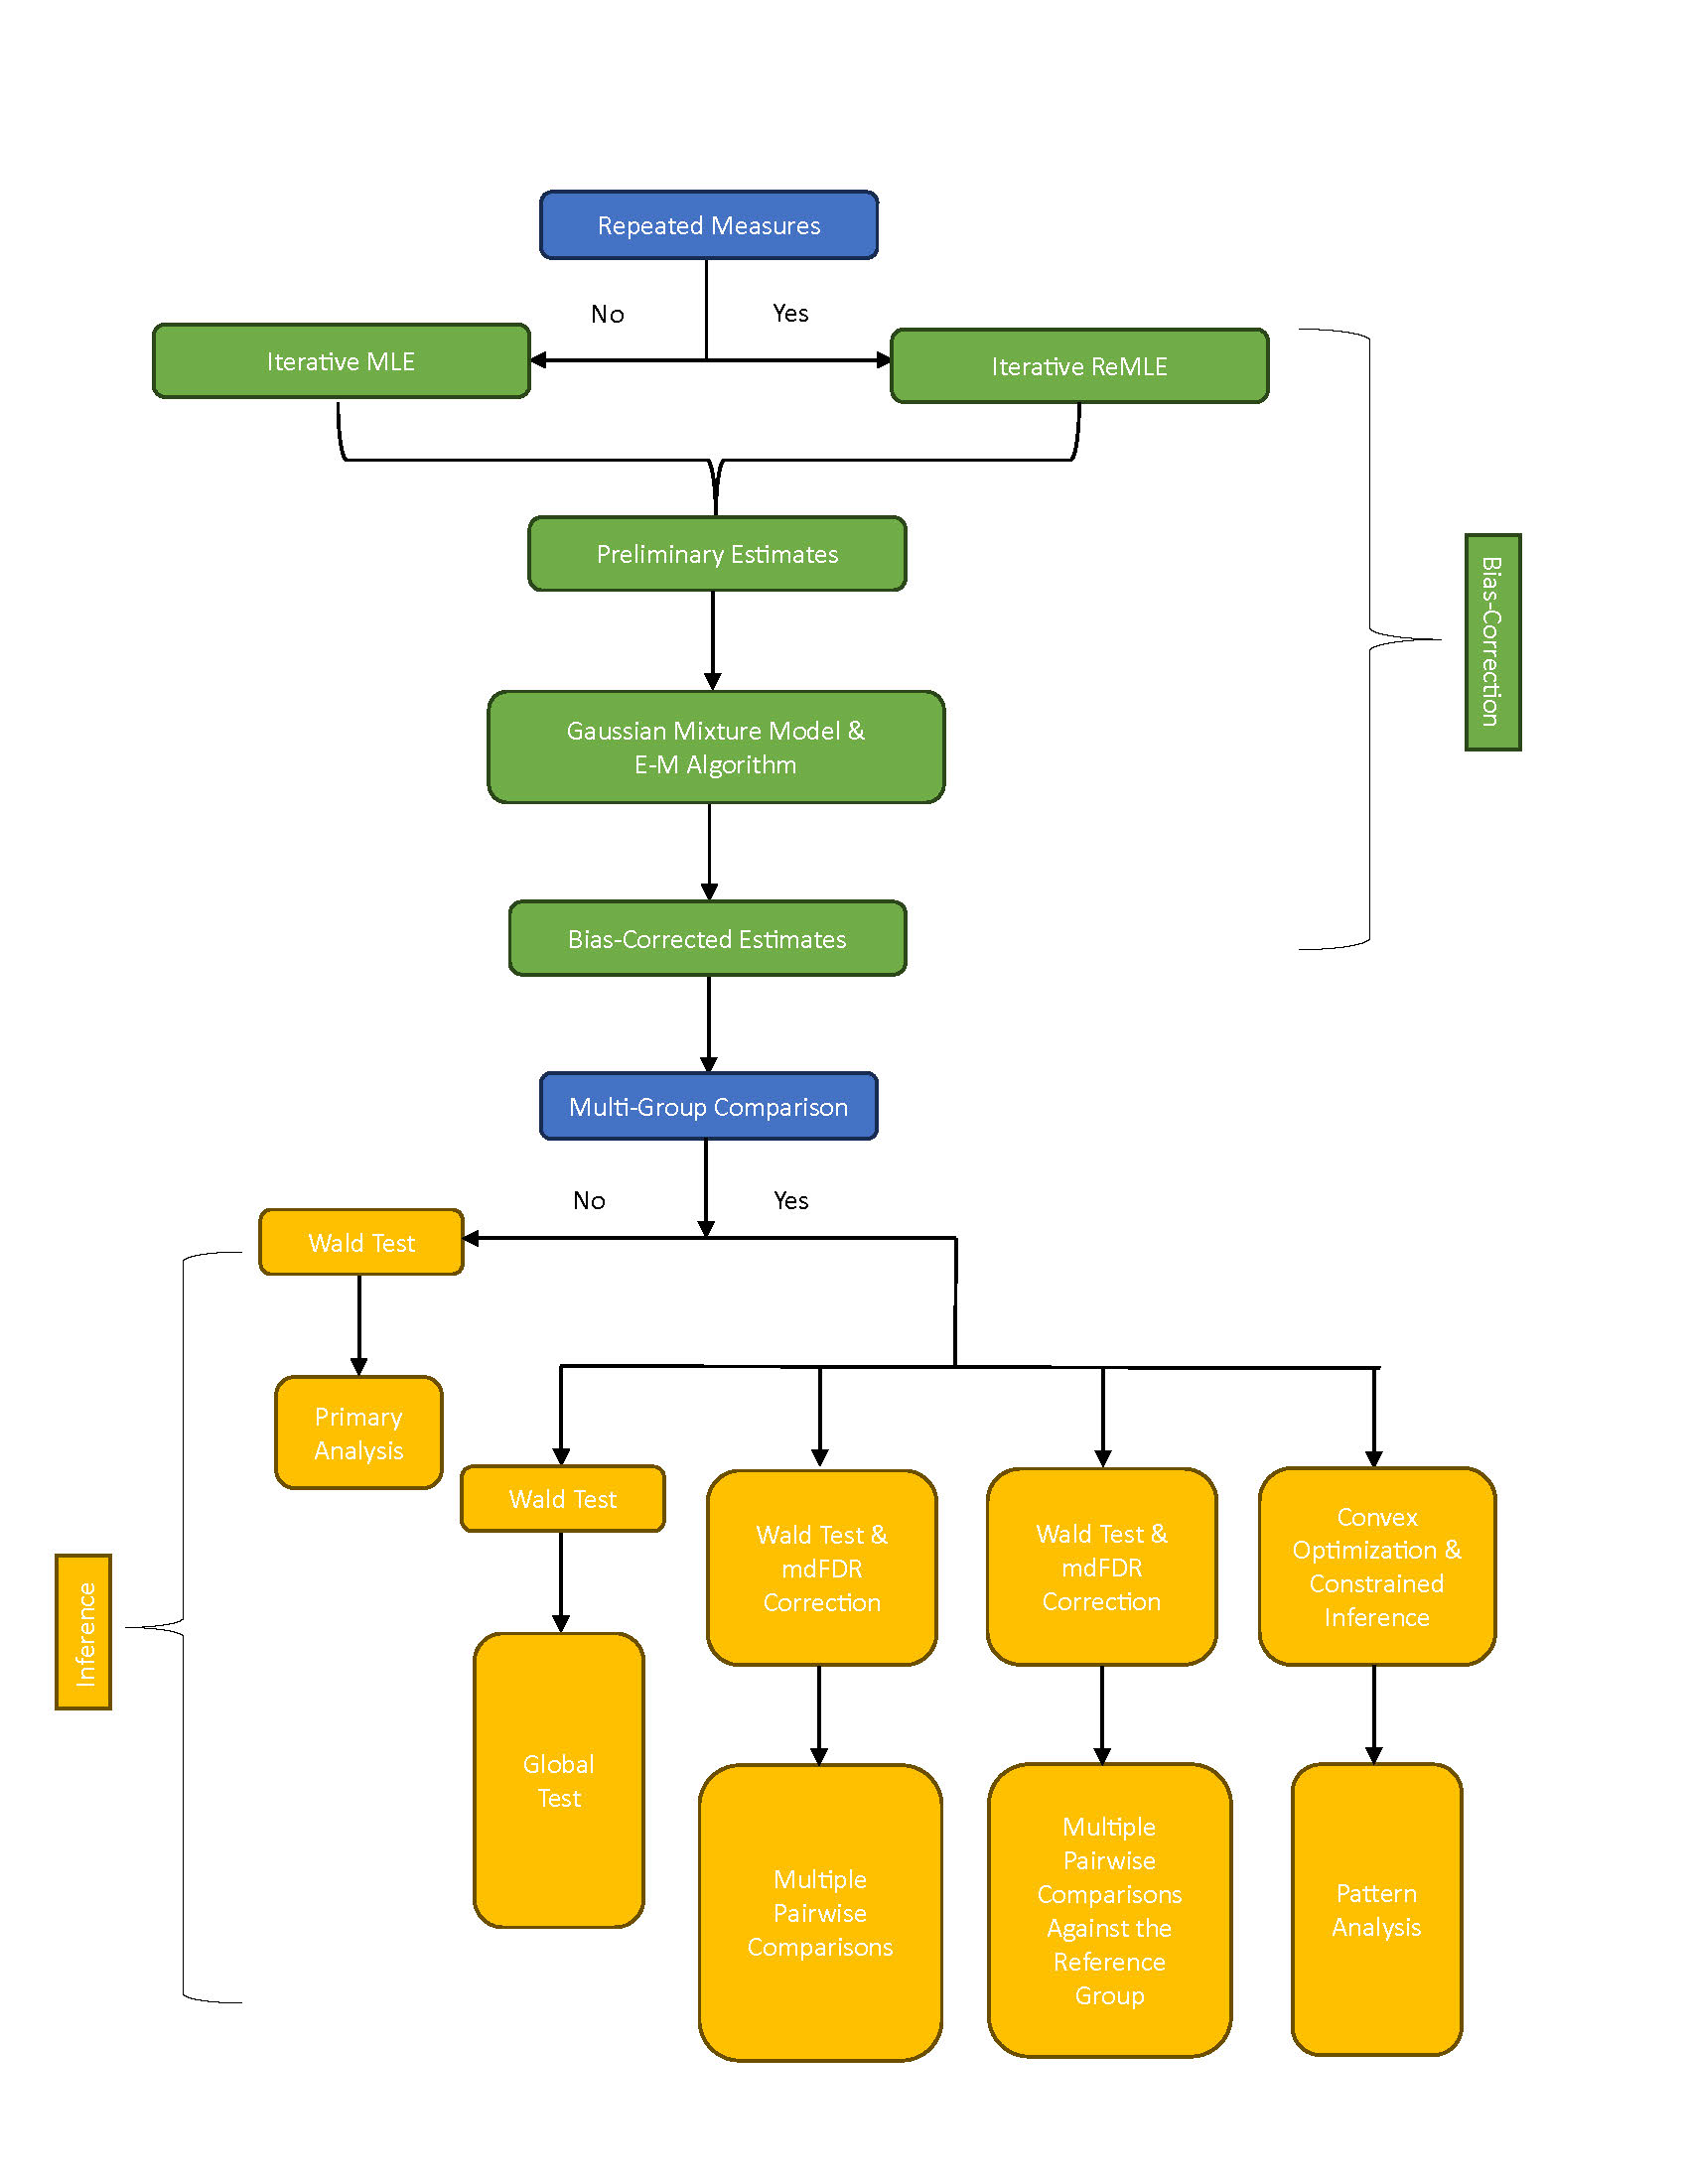 Repeated Measures
No
Yes
Iterative MLE
Iterative ReMLE
Preliminary Estimates
Gaussian Mixture Model &
E-M Algorithm
Bias-Corrected Estimates
Bias-Correction
Multi-Group Comparison
No
Yes
Wald Test
Primary
Analysis
Inference
Wald Test
Global
Test
Wald Test &
mdFDR
Correction
Multiple
Pairwise
Comparisons
Wald Test &
mdFDR
Correction
Multiple
Pairwise
Comparisons
Against the
Reference
Group
Convex
Optimization &
Constrained
Inference
Pattern
Analysis